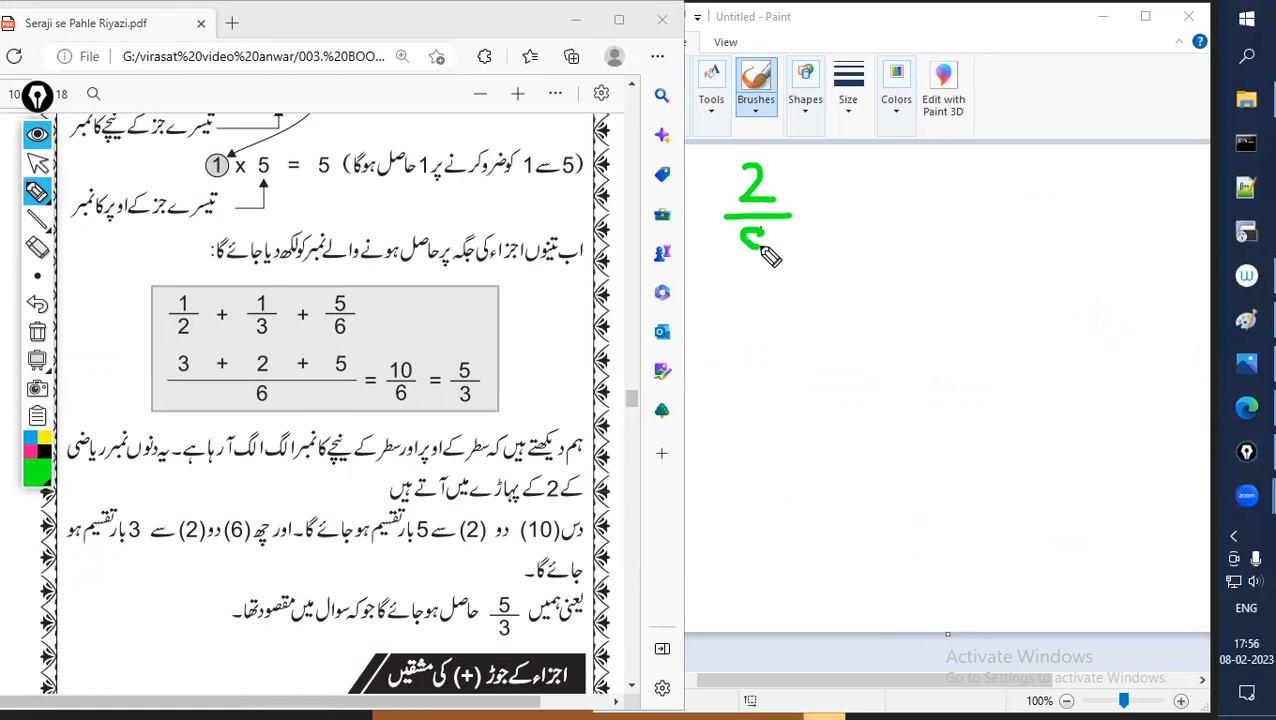 Seraji se Pahle Riyazi.pdf
File
G:/virasat%20video%20anwar/003.%20BOO...
10
18
تیسرے جز کے نیچے کا نمبر
1 x 5 = 5 (5 سے 1 کو ضرو کرنے پر 1 حاصل ہوگا)
تیسرے جز کے اوپر کا نمبر
اب تینوں اجزاء کی جگہ پر حاصل ہونے والے نمبر کو لکھ دیا جائے گا:
1/2 + 1/3 + 5/6
3 + 2 + 5 / 6 = 10/6 = 5/3
ہم دیکھتے ہیں کہ سطر کے اوپر اور سطر کے نیچے کا نمبر الگ الگ آ رہا ہے۔ یہ دنوں نمبر ریاضی
کے 2 کے پہاڑے میں آتے ہیں
دس (10) دو (2) سے 5 بار تقسیم ہو جائے گا۔ اور چھ (6) دو (2) سے 3 بار تقسیم ہو
جائے گا۔
یعنی ہمیں 5/3 حاصل ہو جائے گا جو کہ سوال میں مقصود تھا۔
اجزاء کے جوڑ (+) کی مشقیں
Untitled - Paint
View
Tools
Brushes
Shapes
Size
Colors
Edit with
Paint 3D
2
Activate Windows
Go to Settings to activate Windows.
100%
ENG
17:56
08-02-2023
zoom